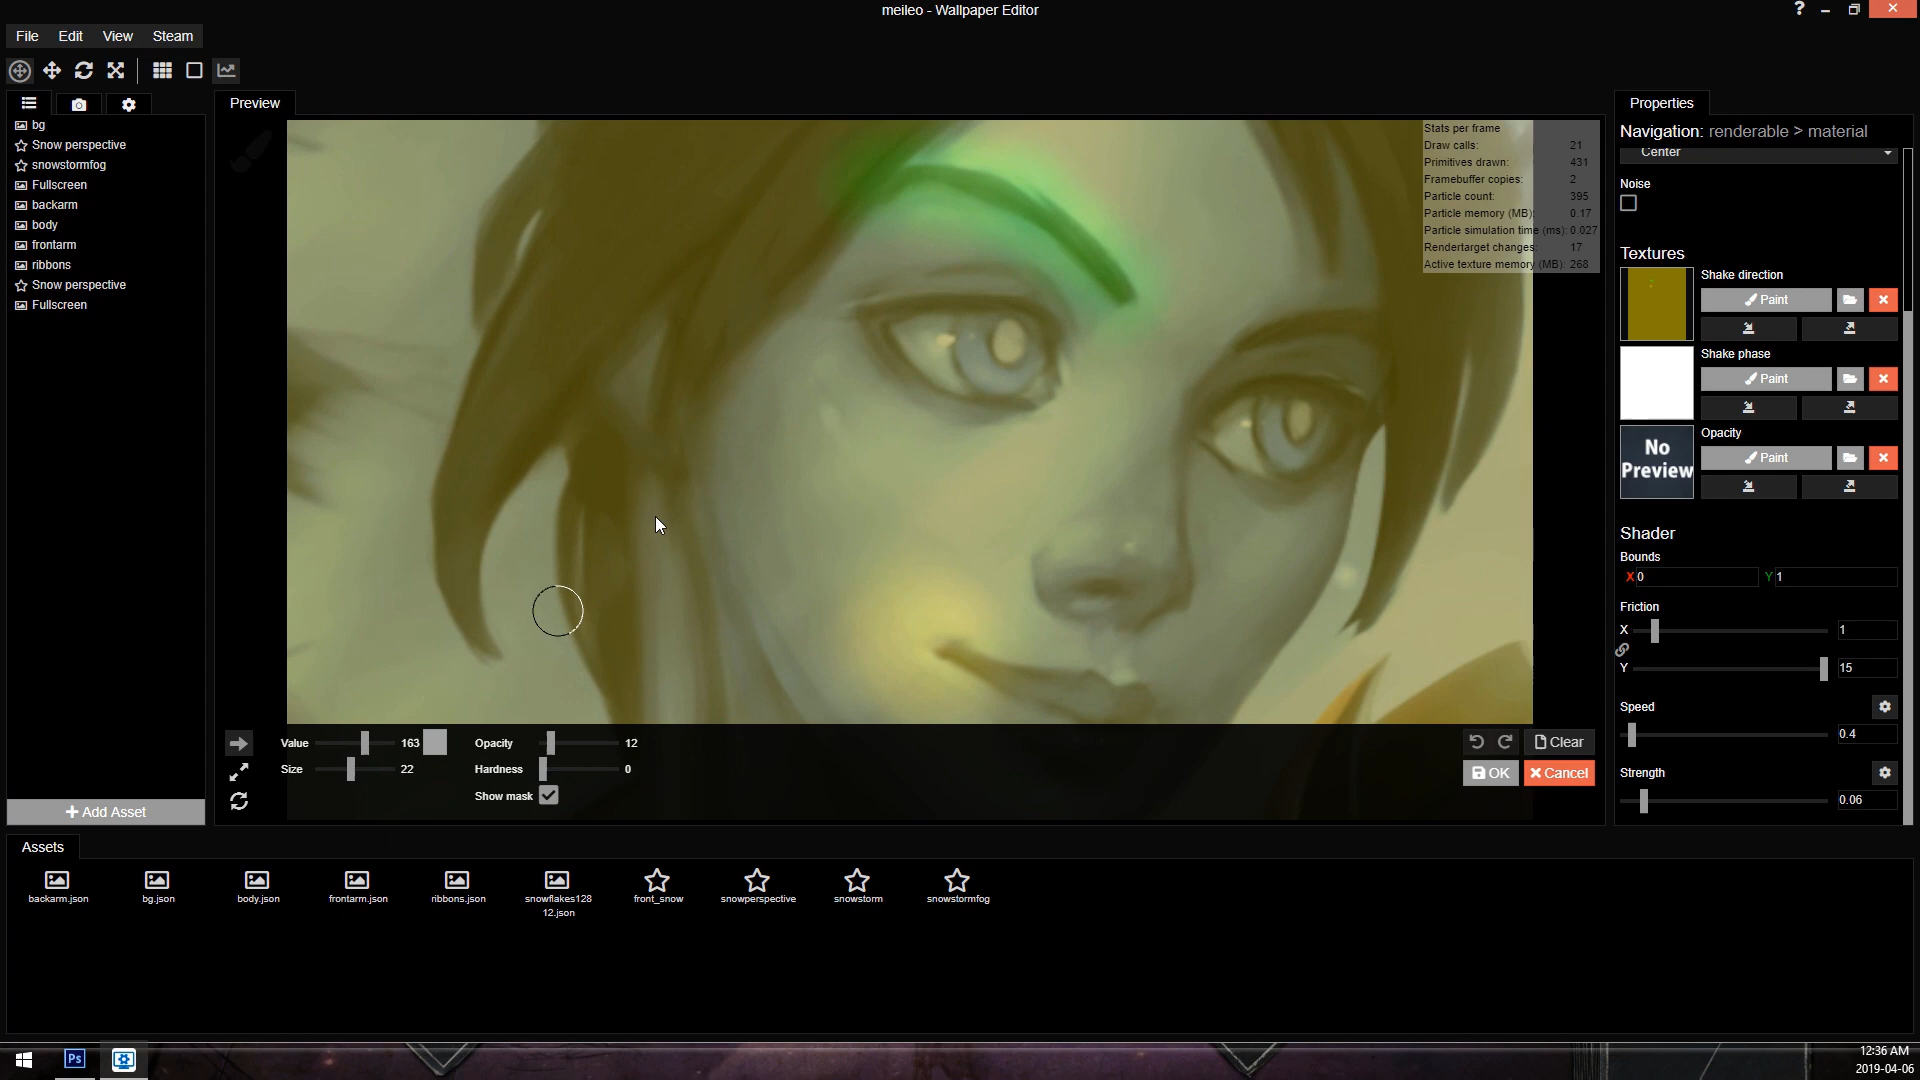 meileo - Wallpaper Editor
?
File Edit View Steam
bg
Snow perspective
snowstormfog
Fullscreen
backarm
body
frontarm
ribbons
Snow perspective
Fullscreen
Add Asset
Preview
Stats per frame
Draw calls: 21
Primitives drawn: 431
Framebuffer copies: 2
Particle count: 395
Particle memory (MB): 0.17
Particle simulation time (ms): 0.027
Rendertarget changes: 17
Active texture memory (MB): 268
Value 163 Opacity 12
Size 22 Hardness 0
Show mask
Clear
OK Cancel
Properties
Navigation: renderable > material
Center
Noise
Textures
Shake direction
Paint
Shake phase
Paint
No Preview
Opacity
Paint
Shader
Bounds
X 0 Y 1
Friction
X 1
Y 15
Speed
0.4
Strength
0.06
Assets
backarm.json
bg.json
body.json
frontarm.json
ribbons.json
snowflakes128
12.json
front_snow
snowperspective
snowstorm
snowstormfog
Ps
12:36 AM
2019-04-06